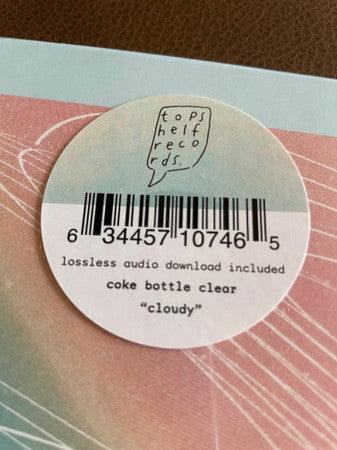 tops
helf
reco
rds.
6 34457 10746 5
lossless audio download included
coke bottle clear
“cloudy”